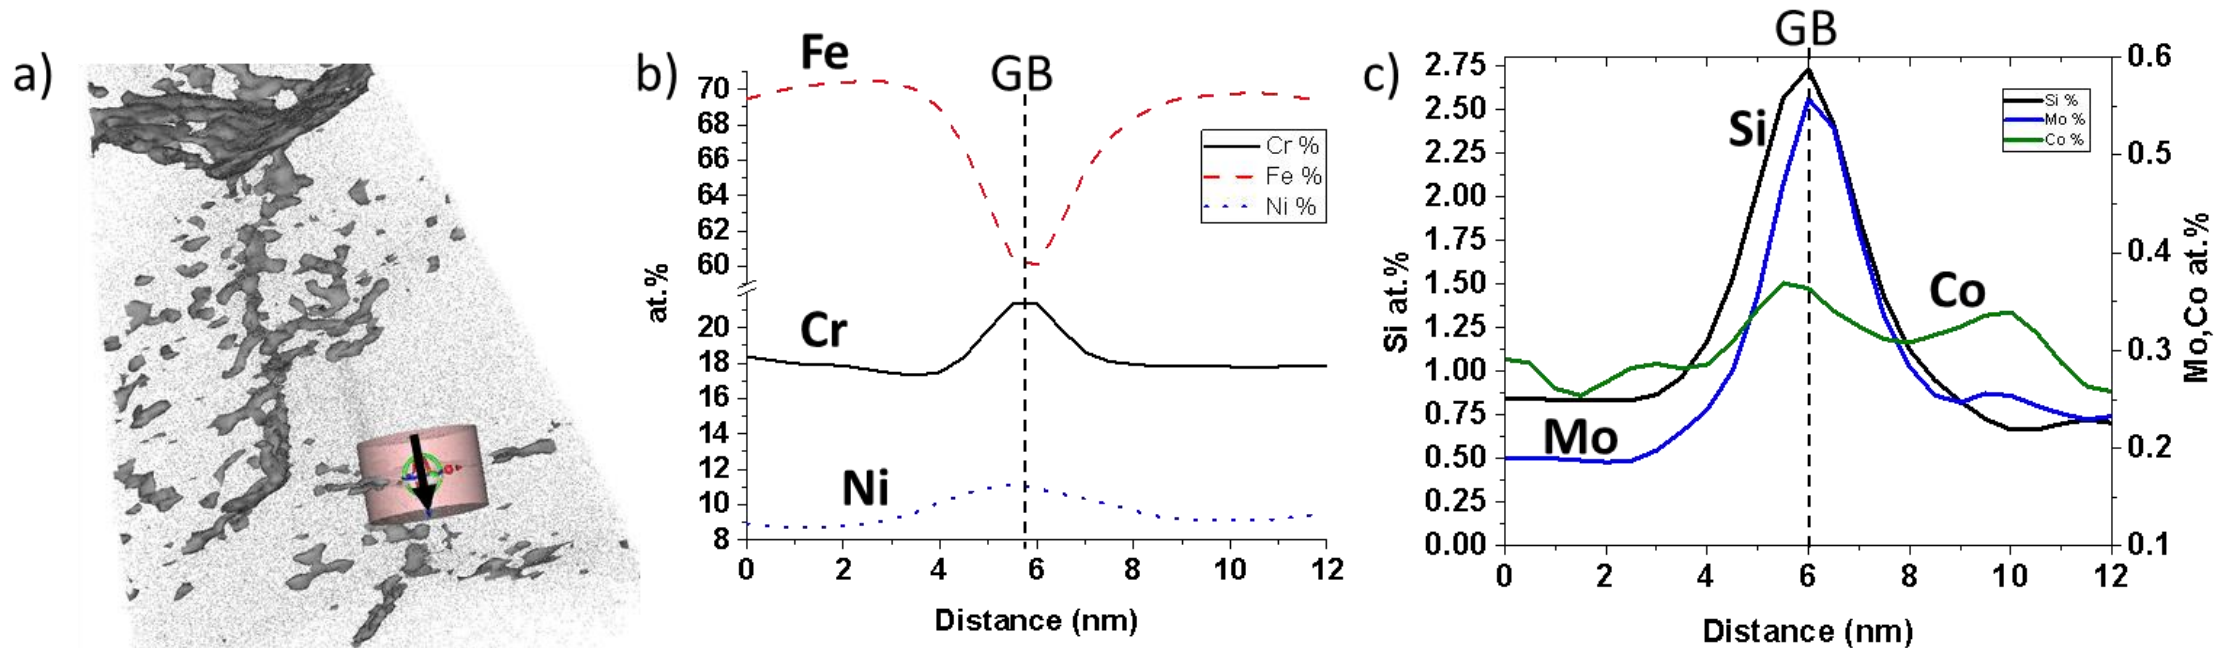 a)
b)
Fe
GB
70
68
66
64
62
60
20
18
16
14
12
10
8
at.%
Cr %
Fe %
Ni %
Cr
Ni
0 2 4 6 8 10 12
Distance (nm)
c)
GB
2.75
2.50
2.25
2.00
1.75
1.50
1.25
1.00
0.75
0.50
0.25
0.00
Si at.%
Si
Mo
Co
Si %
Mo %
Co %
0.6
0.5
0.4
0.3
0.2
0.1
Mo,Co at.%
0 2 4 6 8 10 12
Distance (nm)